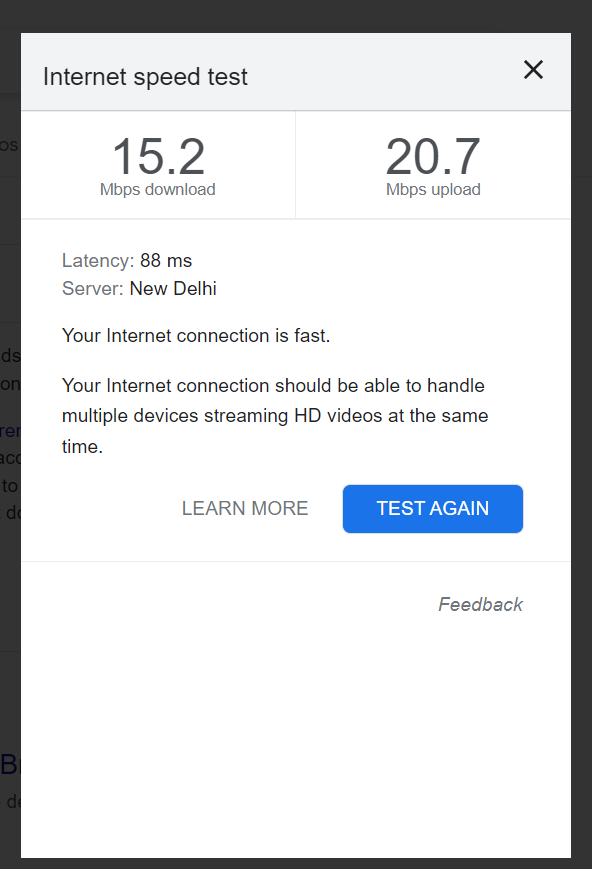 Internet speed test
15.2
Mbps download
20.7
Mbps upload
Latency: 88 ms
Server: New Delhi
Your Internet connection is fast.
Your Internet connection should be able to handle
multiple devices streaming HD videos at the same
time.
LEARN MORE
TEST AGAIN
Feedback